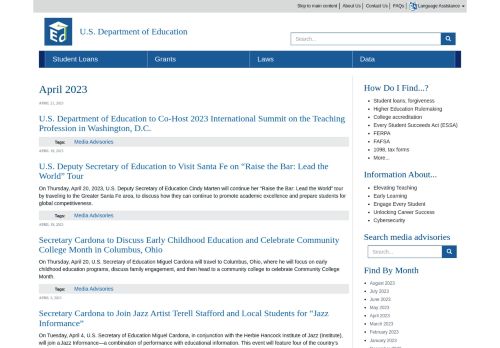 Skip to main content | About Us | Contact Us | FAQs | Language Assistance
U.S. Department of Education
Search...
Student Loans Grants Laws Data
April 2023
APRIL 21, 2023
U.S. Department of Education to Co-Host 2023 International Summit on the Teaching
Profession in Washington, D.C.
Tags: Media Advisories
APRIL 19, 2023
U.S. Deputy Secretary of Education to Visit Santa Fe on “Raise the Bar: Lead the
World” Tour
On Thursday, April 20, 2023, U.S. Deputy Secretary of Education Cindy Marten will continue her “Raise the Bar: Lead the World” tour
by traveling to the Greater Santa Fe area, to discuss how they can continue to promote academic excellence and prepare students for
global competitiveness.
Tags: Media Advisories
APRIL 19, 2023
Secretary Cardona to Discuss Early Childhood Education and Celebrate Community
College Month in Columbus, Ohio
On Thursday, April 20, U.S. Secretary of Education Miguel Cardona will travel to Columbus, Ohio, where he will focus on early
childhood education programs, discuss family engagement, and then head to a community college to celebrate Community College
Month.
Tags: Media Advisories
APRIL 3, 2023
Secretary Cardona to Join Jazz Artist Terell Stafford and Local Students for "Jazz
Informance"
On Tuesday, April 4, U.S. Secretary of Education Miguel Cardona, in conjunction with the Herbie Hancock Institute of Jazz (Institute),
will join a Jazz Informance—a combination of performance with educational information. This event will feature four of the country's
How Do I Find...?
Student loans, forgiveness
Higher Education Rulemaking
College accreditation
Every Student Succeeds Act (ESSA)
FERPA
FAFSA
1098, tax forms
More...
Information About...
Elevating Teaching
Early Learning
Engage Every Student
Unlocking Career Success
Cybersecurity
Search media advisories
Search...
Find By Month
August 2023
July 2023
June 2023
May 2023
April 2023
March 2023
February 2023
January 2023